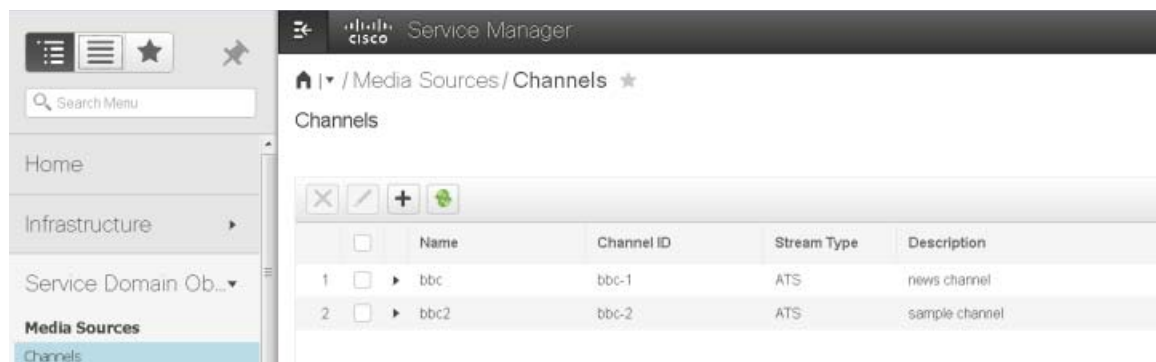 cisco Service Manager
/ Media Sources / Channels
Search Menu
Channels
Home
Infrastructure
Service Domain Ob...
Media Sources
Channels
Name Channel ID Stream Type Description
1 bbc bbc-1 ATS news channel
2 bbc2 bbc-2 ATS sample channel